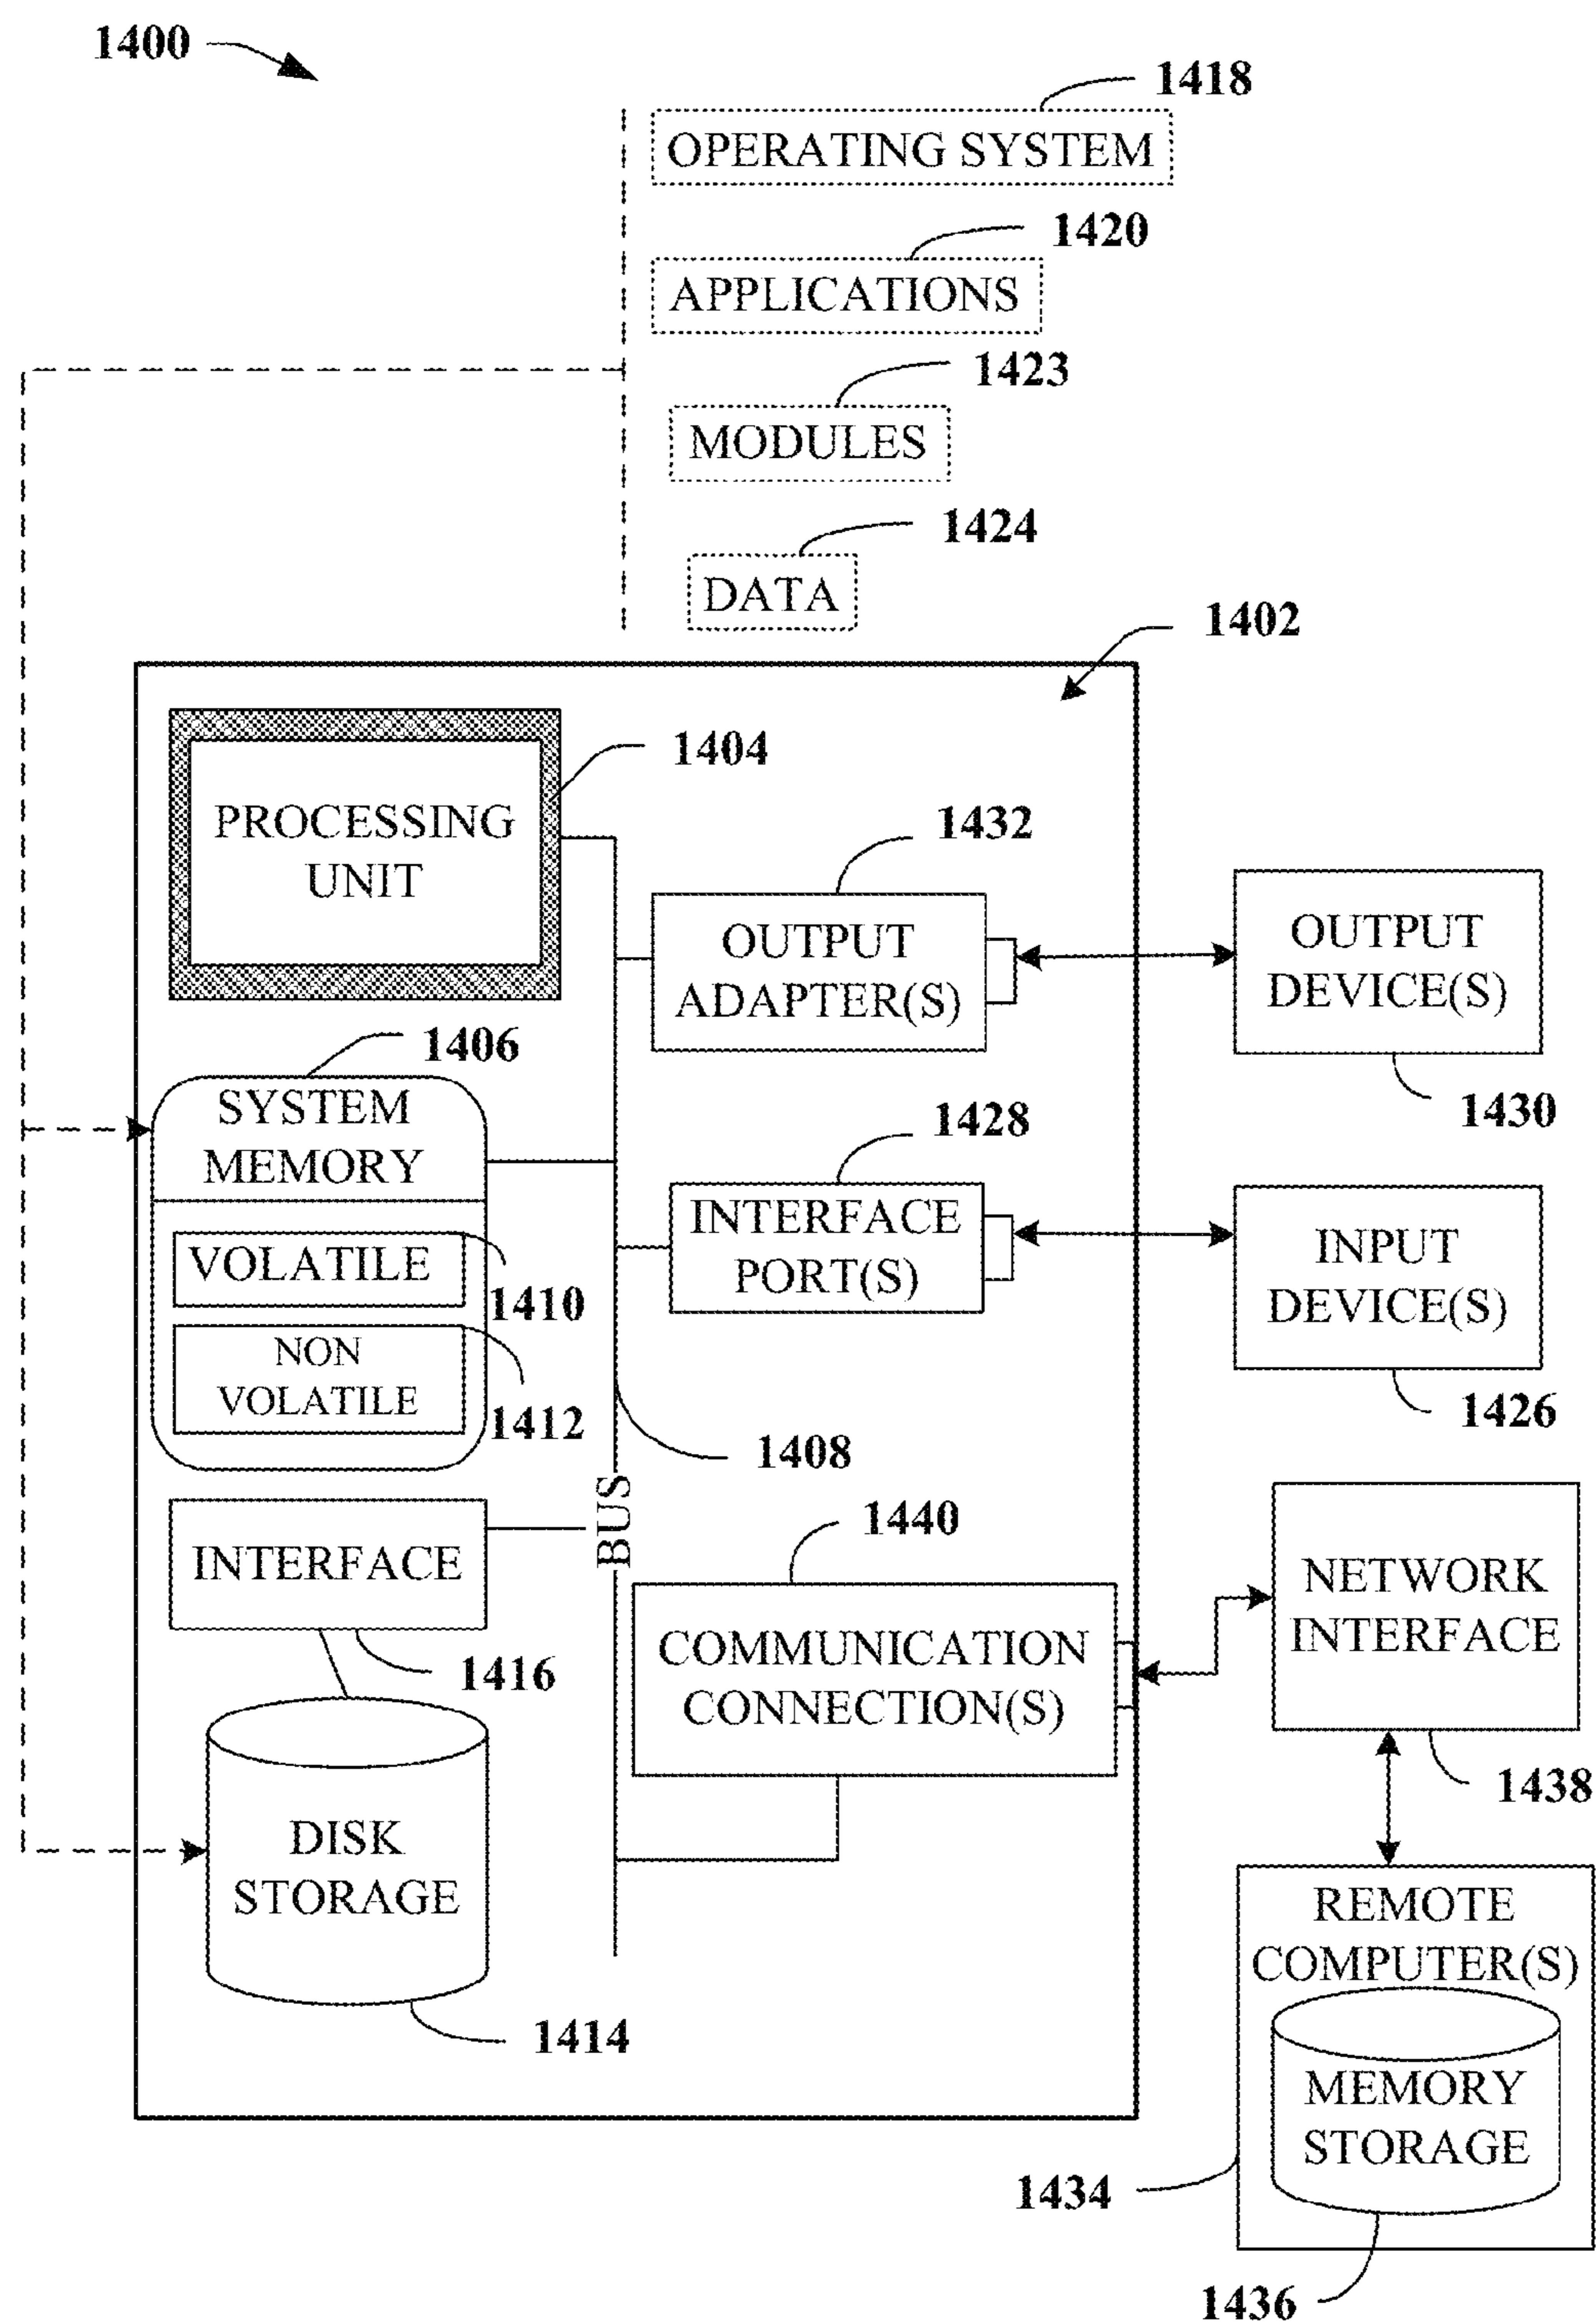 1400
1418
OPERATING SYSTEM
1420
APPLICATIONS
1423
MODULES
1424
DATA
1402
1404
PROCESSING
UNIT
1432
OUTPUT
ADAPTER(S)
OUTPUT
DEVICE(S)
1430
1406
SYSTEM
MEMORY
1428
INTERFACE
PORT(S)
INPUT
DEVICE(S)
1426
VOLATILE
1410
NON
VOLATILE
1412
1408
BUS
INTERFACE
1416
1440
COMMUNICATION
CONNECTION(S)
NETWORK
INTERFACE
1438
DISK
STORAGE
1414
REMOTE
COMPUTER(S)
MEMORY
STORAGE
1434
1436